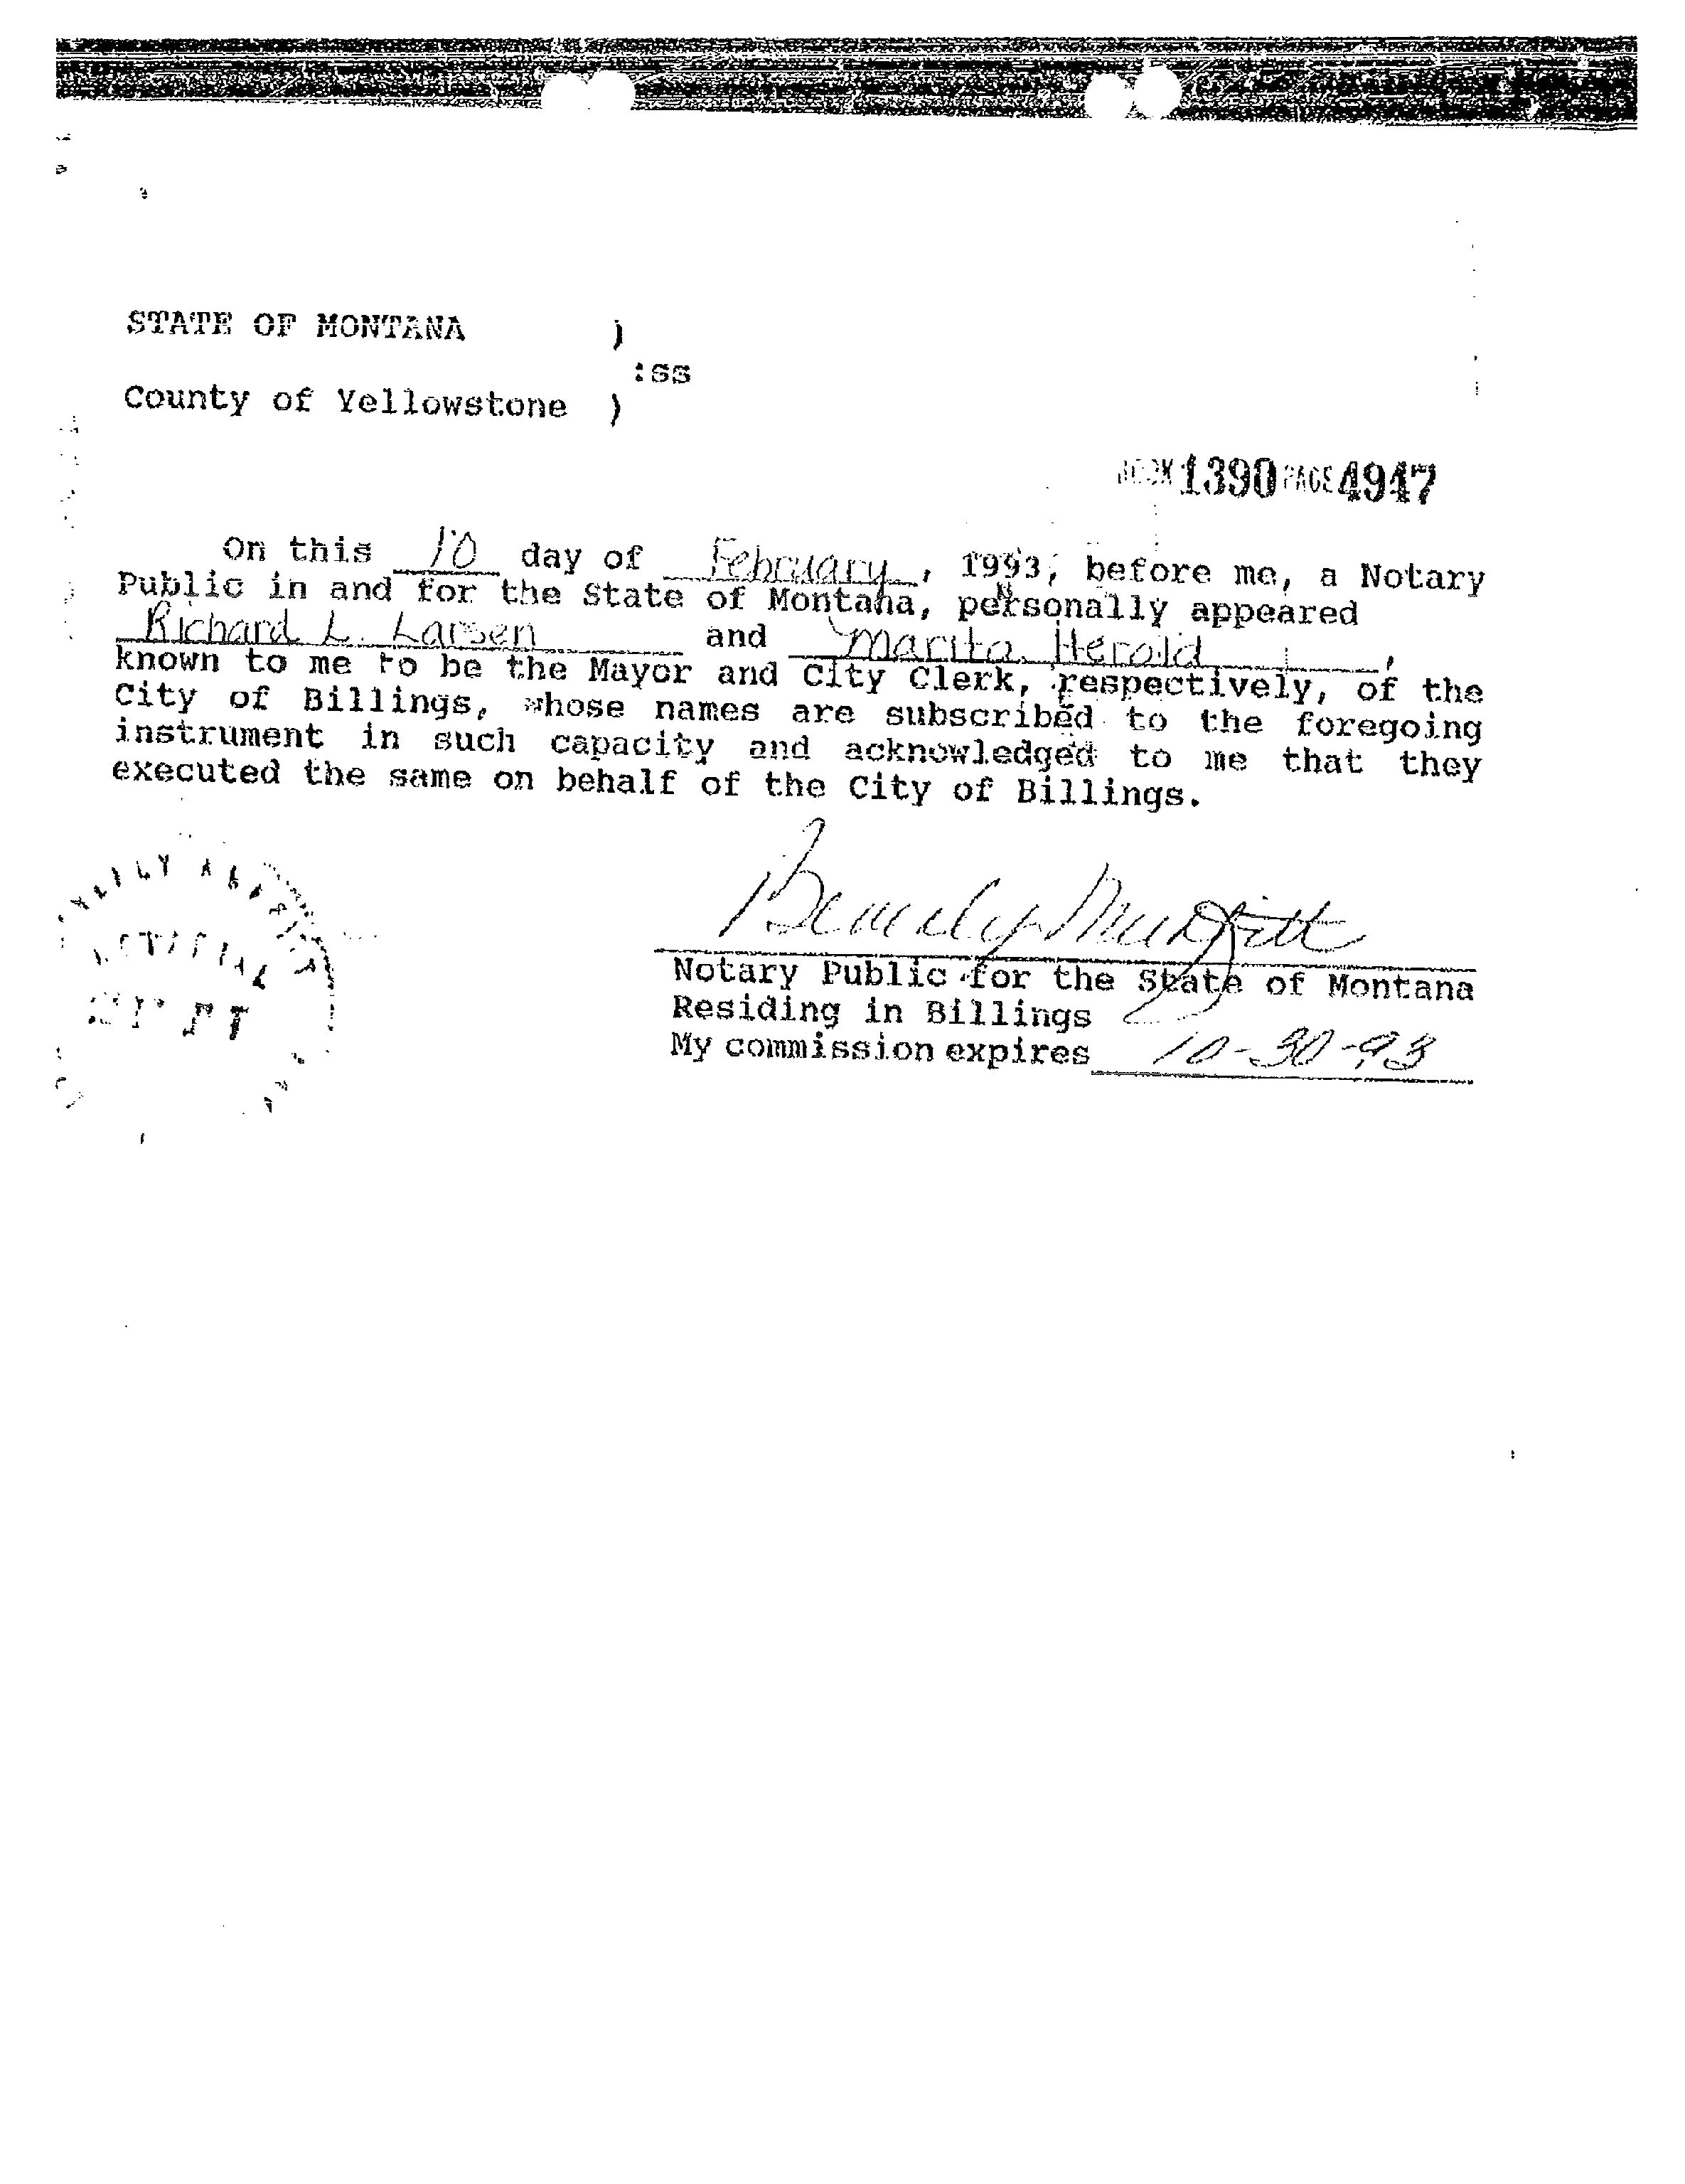 STATE OF MONTANA )
:ss
County of Yellowstone )
BOOK 1390 PAGE 4947
On this 10 day of February, 1993, before me, a Notary
Public in and for the State of Montana, personally appeared
Richard L. Larsen and Marita Herold,
known to me to be the Mayor and City Clerk, respectively, of the
City of Billings, whose names are subscribed to the foregoing
instrument in such capacity and acknowledged to me that they
executed the same on behalf of the City of Billings.
Notary Public for the State of Montana
Residing in Billings
My commission expires 10-30-93